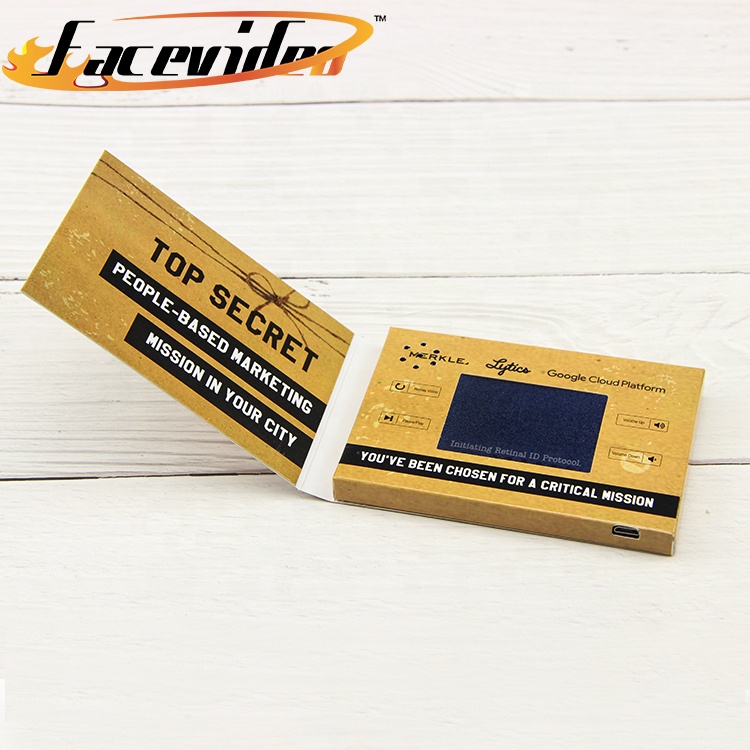 Facevideo™
TOP SECRET
PEOPLE-BASED MARKETING
MISSION IN YOUR CITY
MERKLE. Lytics Google Cloud Platform
Replay Video
Pause/Play
Volume Up
Volume Down
Initiating Retinal ID Protocol.
YOU'VE BEEN CHOSEN FOR A CRITICAL MISSION